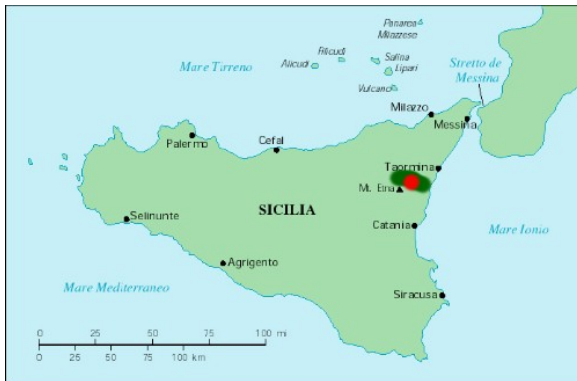 Panarea
Milazzese
Filicudi
Alicudi
Salina
Lipari
Vulcano
Mare Tirreno
Stretto de
Messina
Milazzo
Messina
Palermo
Cefal
Taormina
Mt. Etna
SICILIA
Selinunte
Catania
Mare Ionio
Agrigento
Mare Mediterraneo
Siracusa
0 25 50 75 100 mi
0 25 50 75 100 km